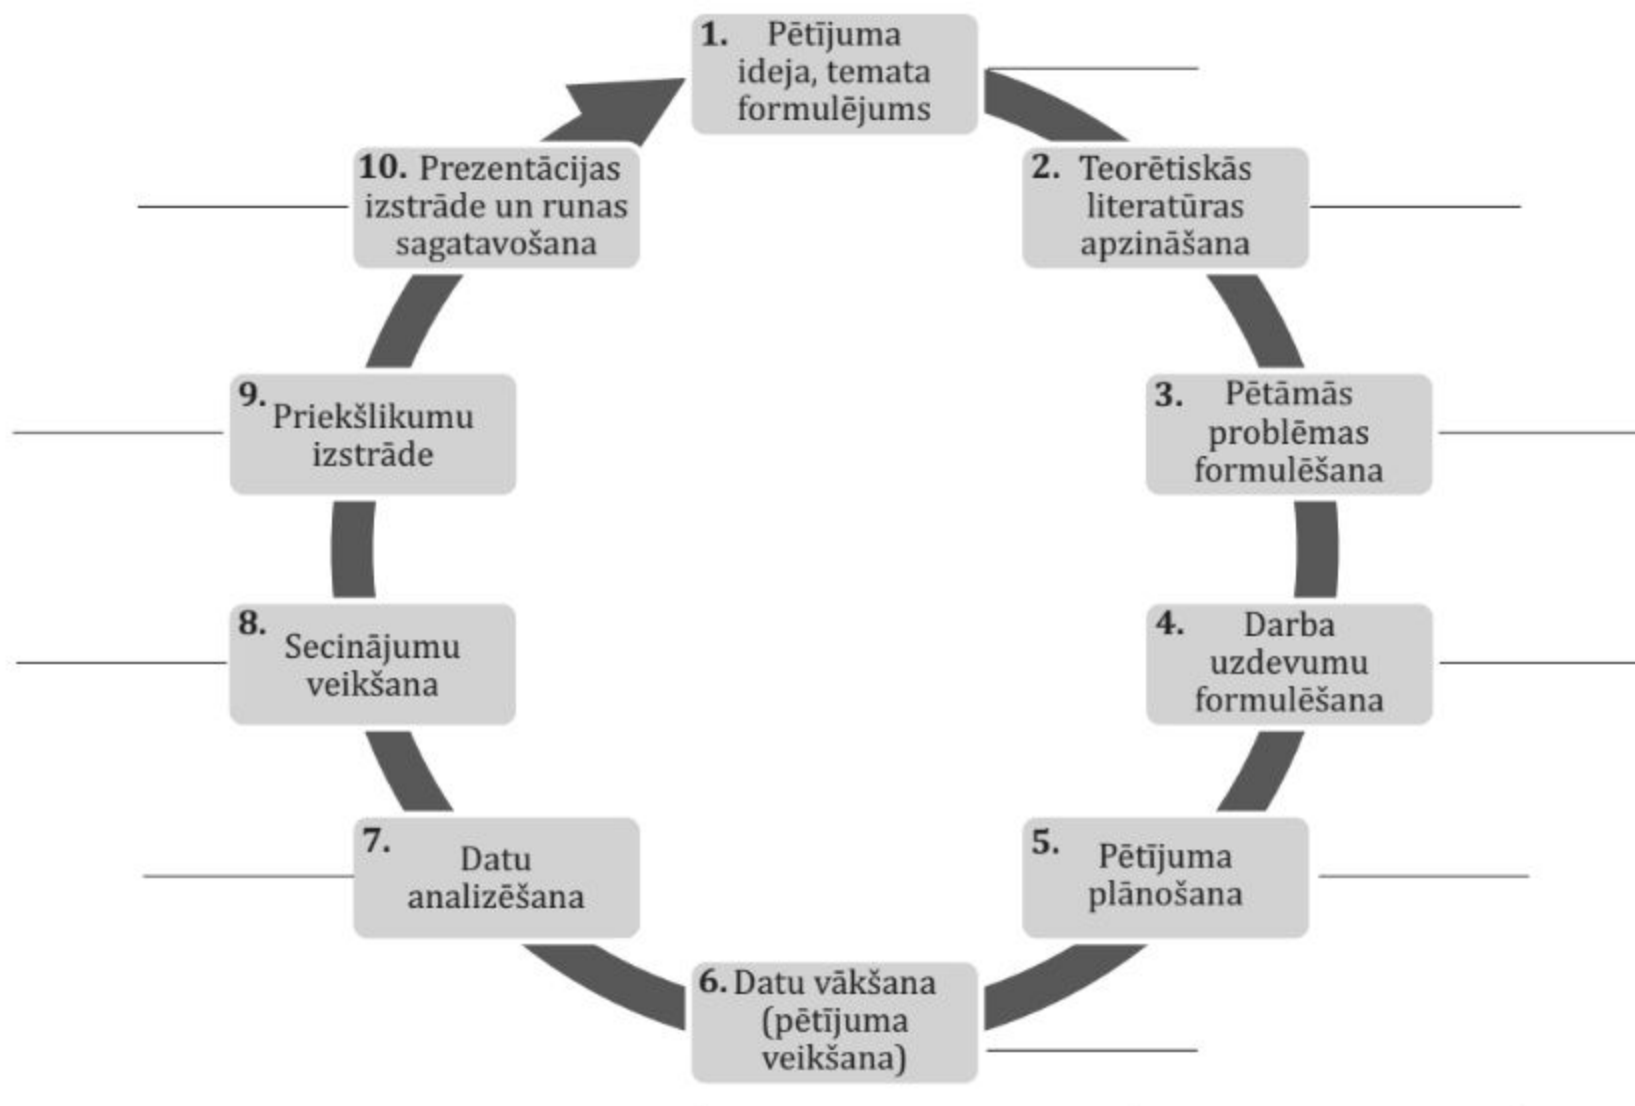 1. Pētījuma
ideja, temata
formulējums
2. Teorētiskās
literatūras
apzināšana
3. Pētāmās
problēmas
formulēšana
4. Darba
uzdevumu
formulēšana
5. Pētījuma
plānošana
6. Datu vākšana
(pētījuma
veikšana)
7. Datu
analizēšana
8. Secinājumu
veikšana
9. Priekšlikumu
izstrāde
10. Prezentācijas
izstrāde un runas
sagatavošana